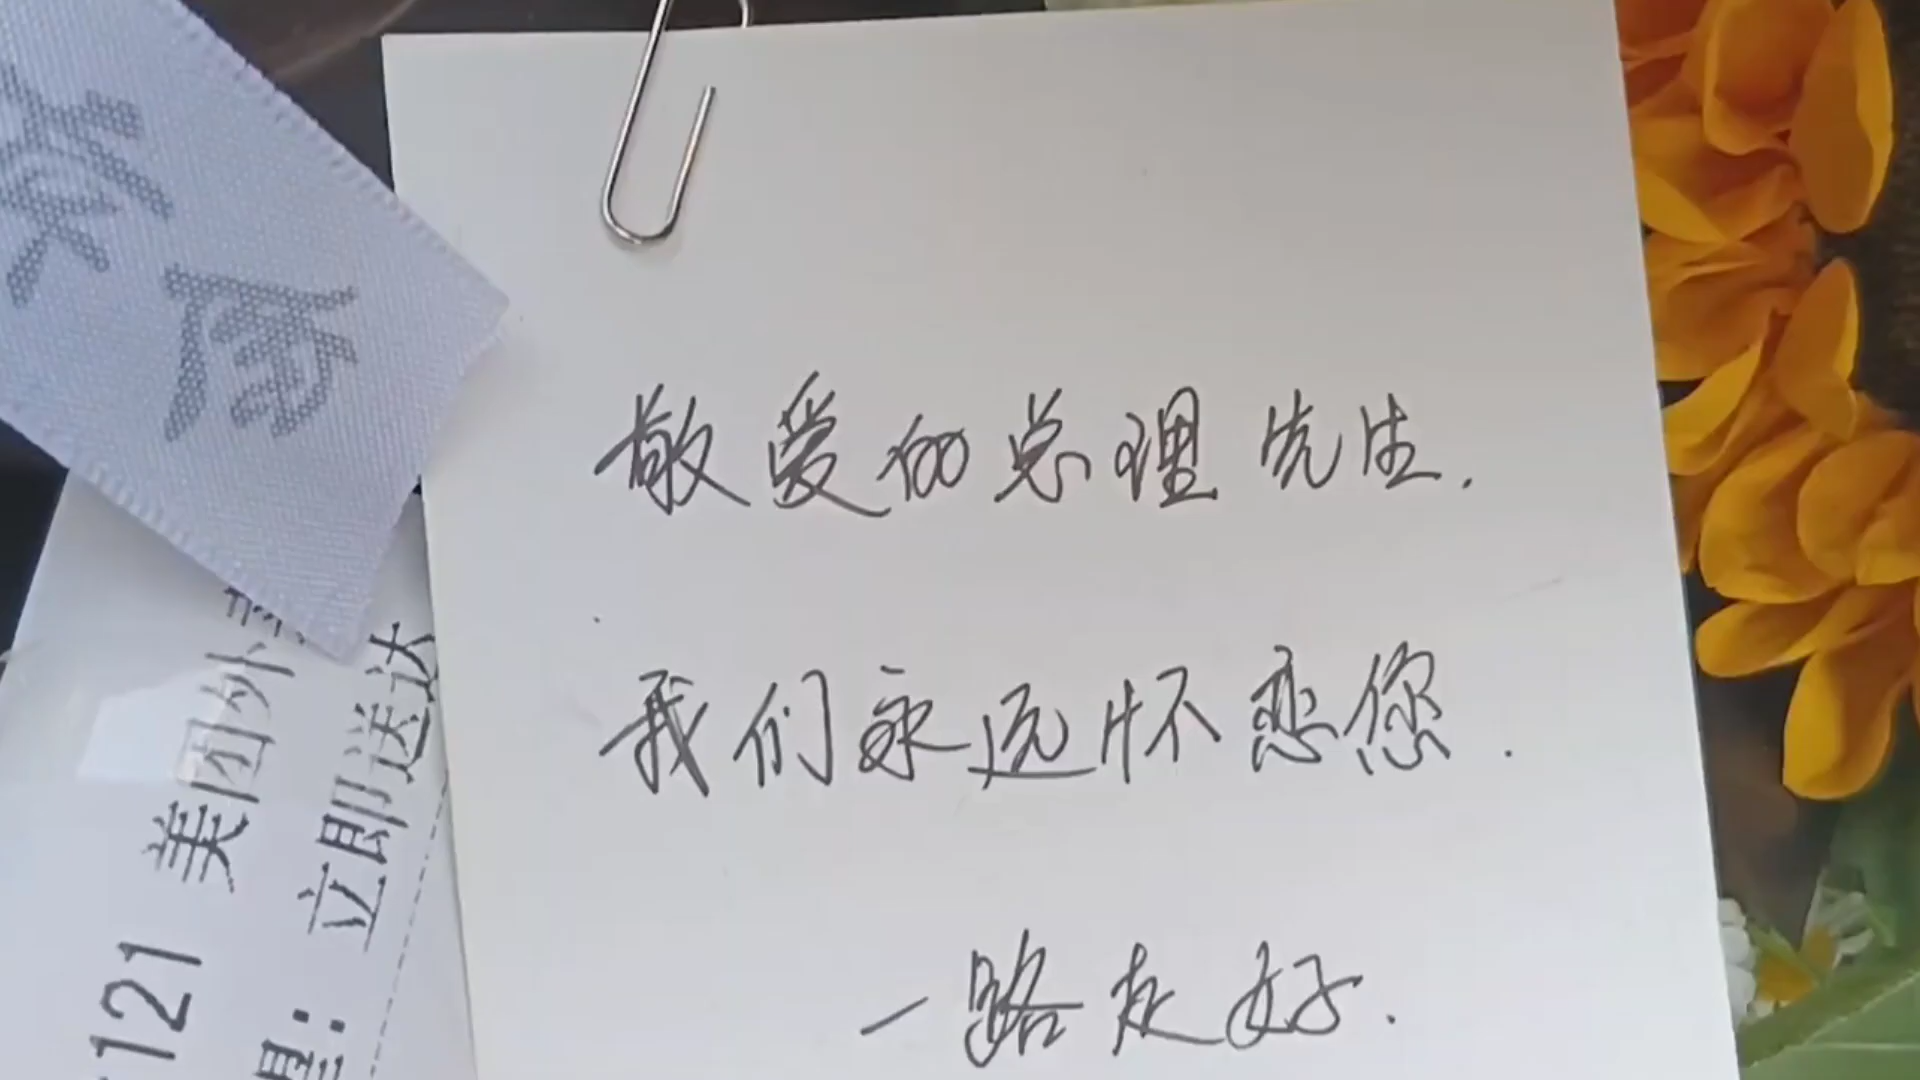 敬爱的总理先生.
我们永远怀恋您.
一路走好.
美团外
立即送达
121